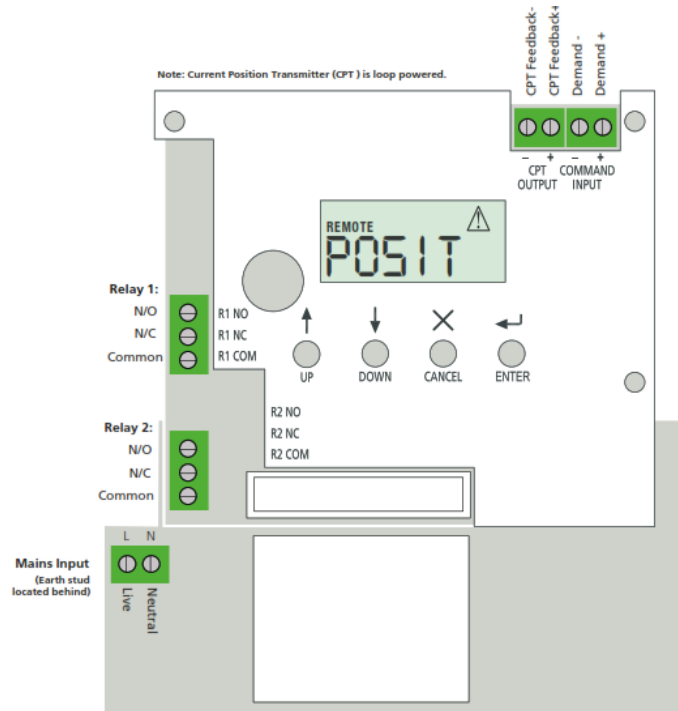 CPT Feedback-
CPT Feedback+
Demand -
Demand +
Note: Current Position Transmitter (CPT ) is loop powered.
– + – +
CPT COMMAND
OUTPUT INPUT
REMOTE
POSIT
Relay 1:
N/O R1 NO
N/C R1 NC
Common R1 COM
UP DOWN CANCEL ENTER
R2 NO
R2 NC
R2 COM
Relay 2:
N/O
N/C
Common
L N
Mains Input
(Earth stud
located behind)
Live
Neutral